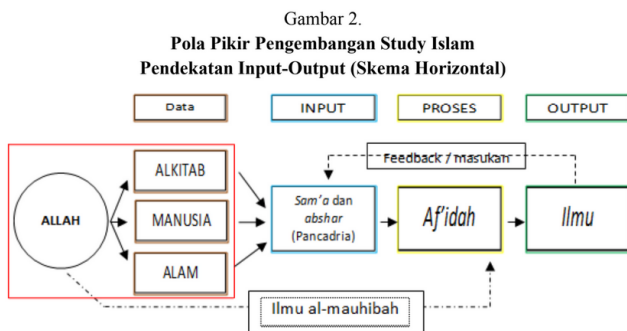 Gambar 2.
Pola Pikir Pengembangan Study Islam
Pendekatan Input-Output (Skema Horizontal)
Data
INPUT
PROSES
OUTPUT
Feedback / masukan
ALLAH
ALKITAB
MANUSIA
ALAM
Sam'a dan
abshar
(Pancadria)
Af'idah
Ilmu
Ilmu al-mauhibah